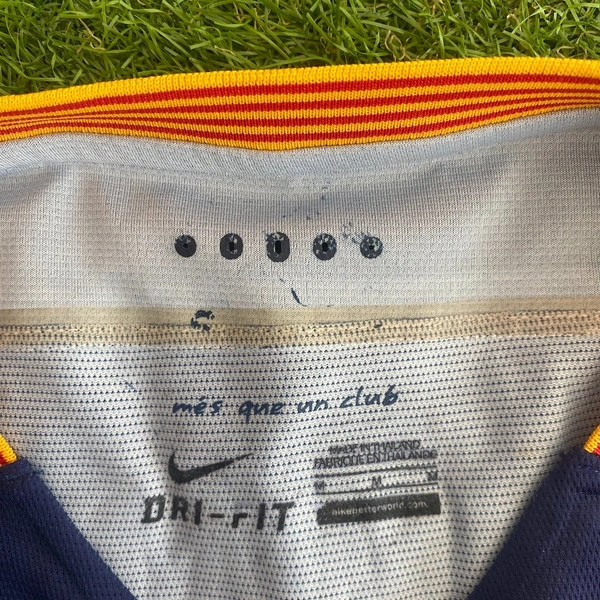 més que un club
DRI-FIT
MADE IN THAILAND
FABRIQUÉ EN THAÏLANDE
M M M
nikebetterworld.com